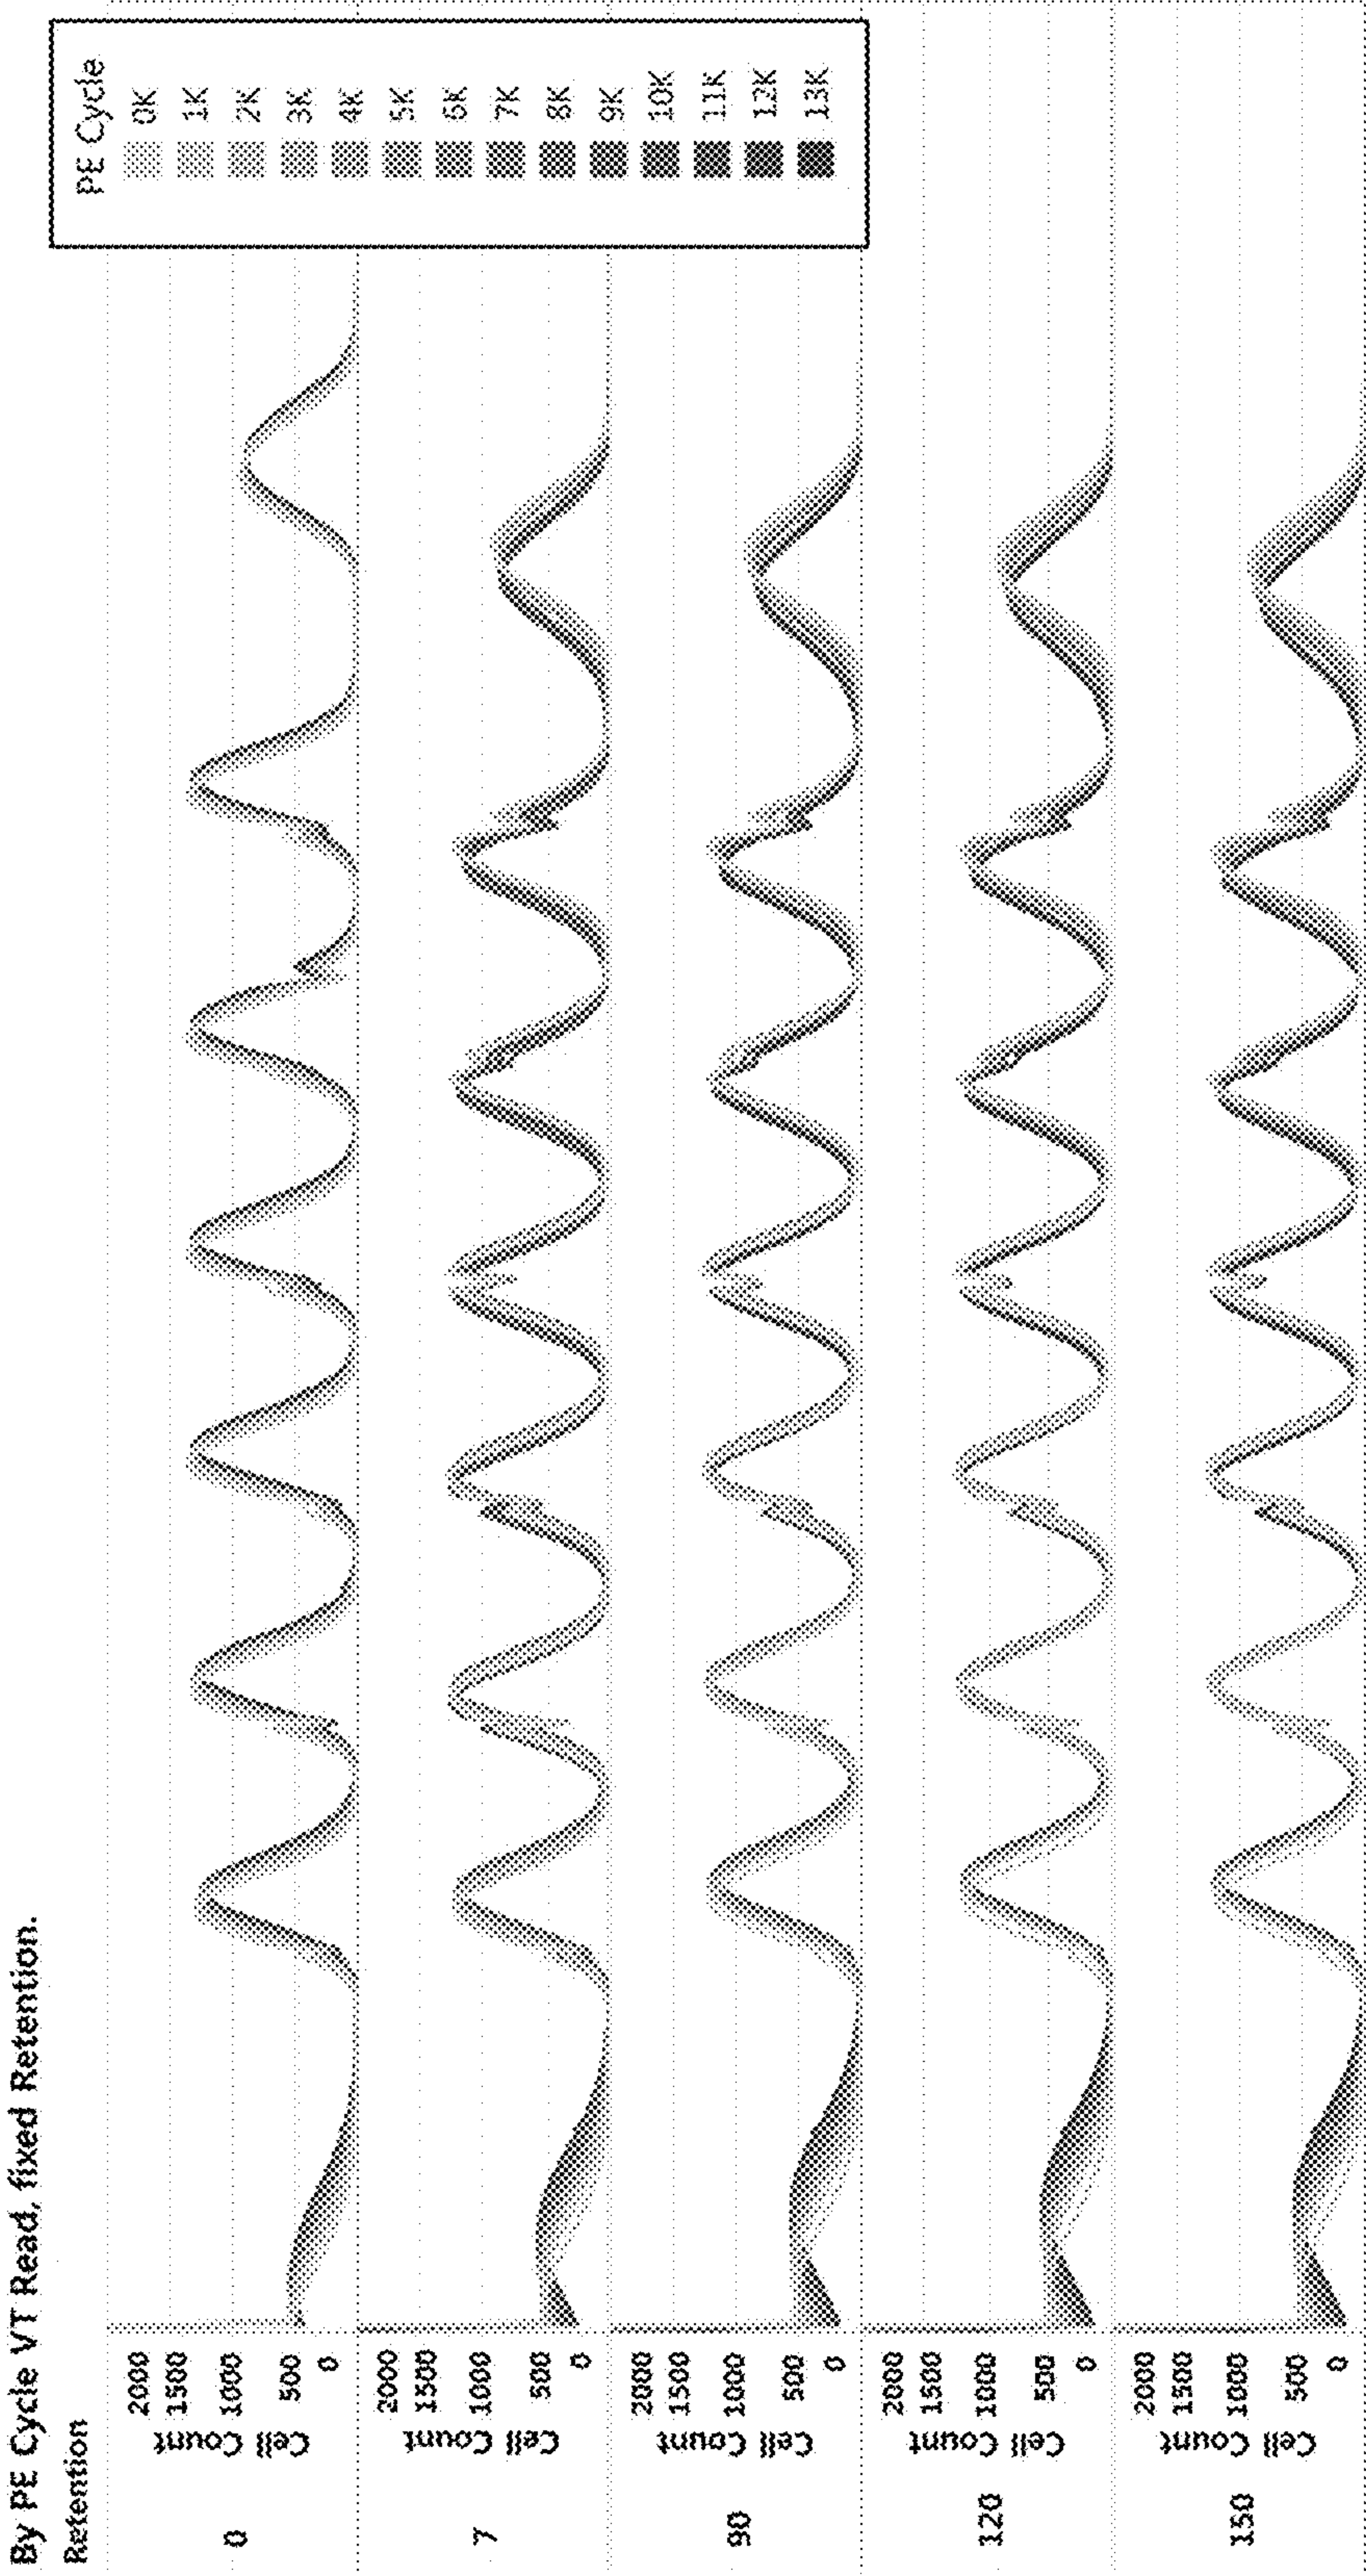 By PE Cycle VT Read, fixed Retention.
Retention
0
Cell Count
2000
1500
1000
500
0
7
Cell Count
2000
1500
1000
500
0
90
Cell Count
2000
1500
1000
500
0
120
Cell Count
2000
1500
1000
500
0
150
Cell Count
2000
1500
1000
500
0
PE Cycle
0K
1K
2K
3K
4K
5K
6K
7K
8K
9K
10K
11K
12K
13K